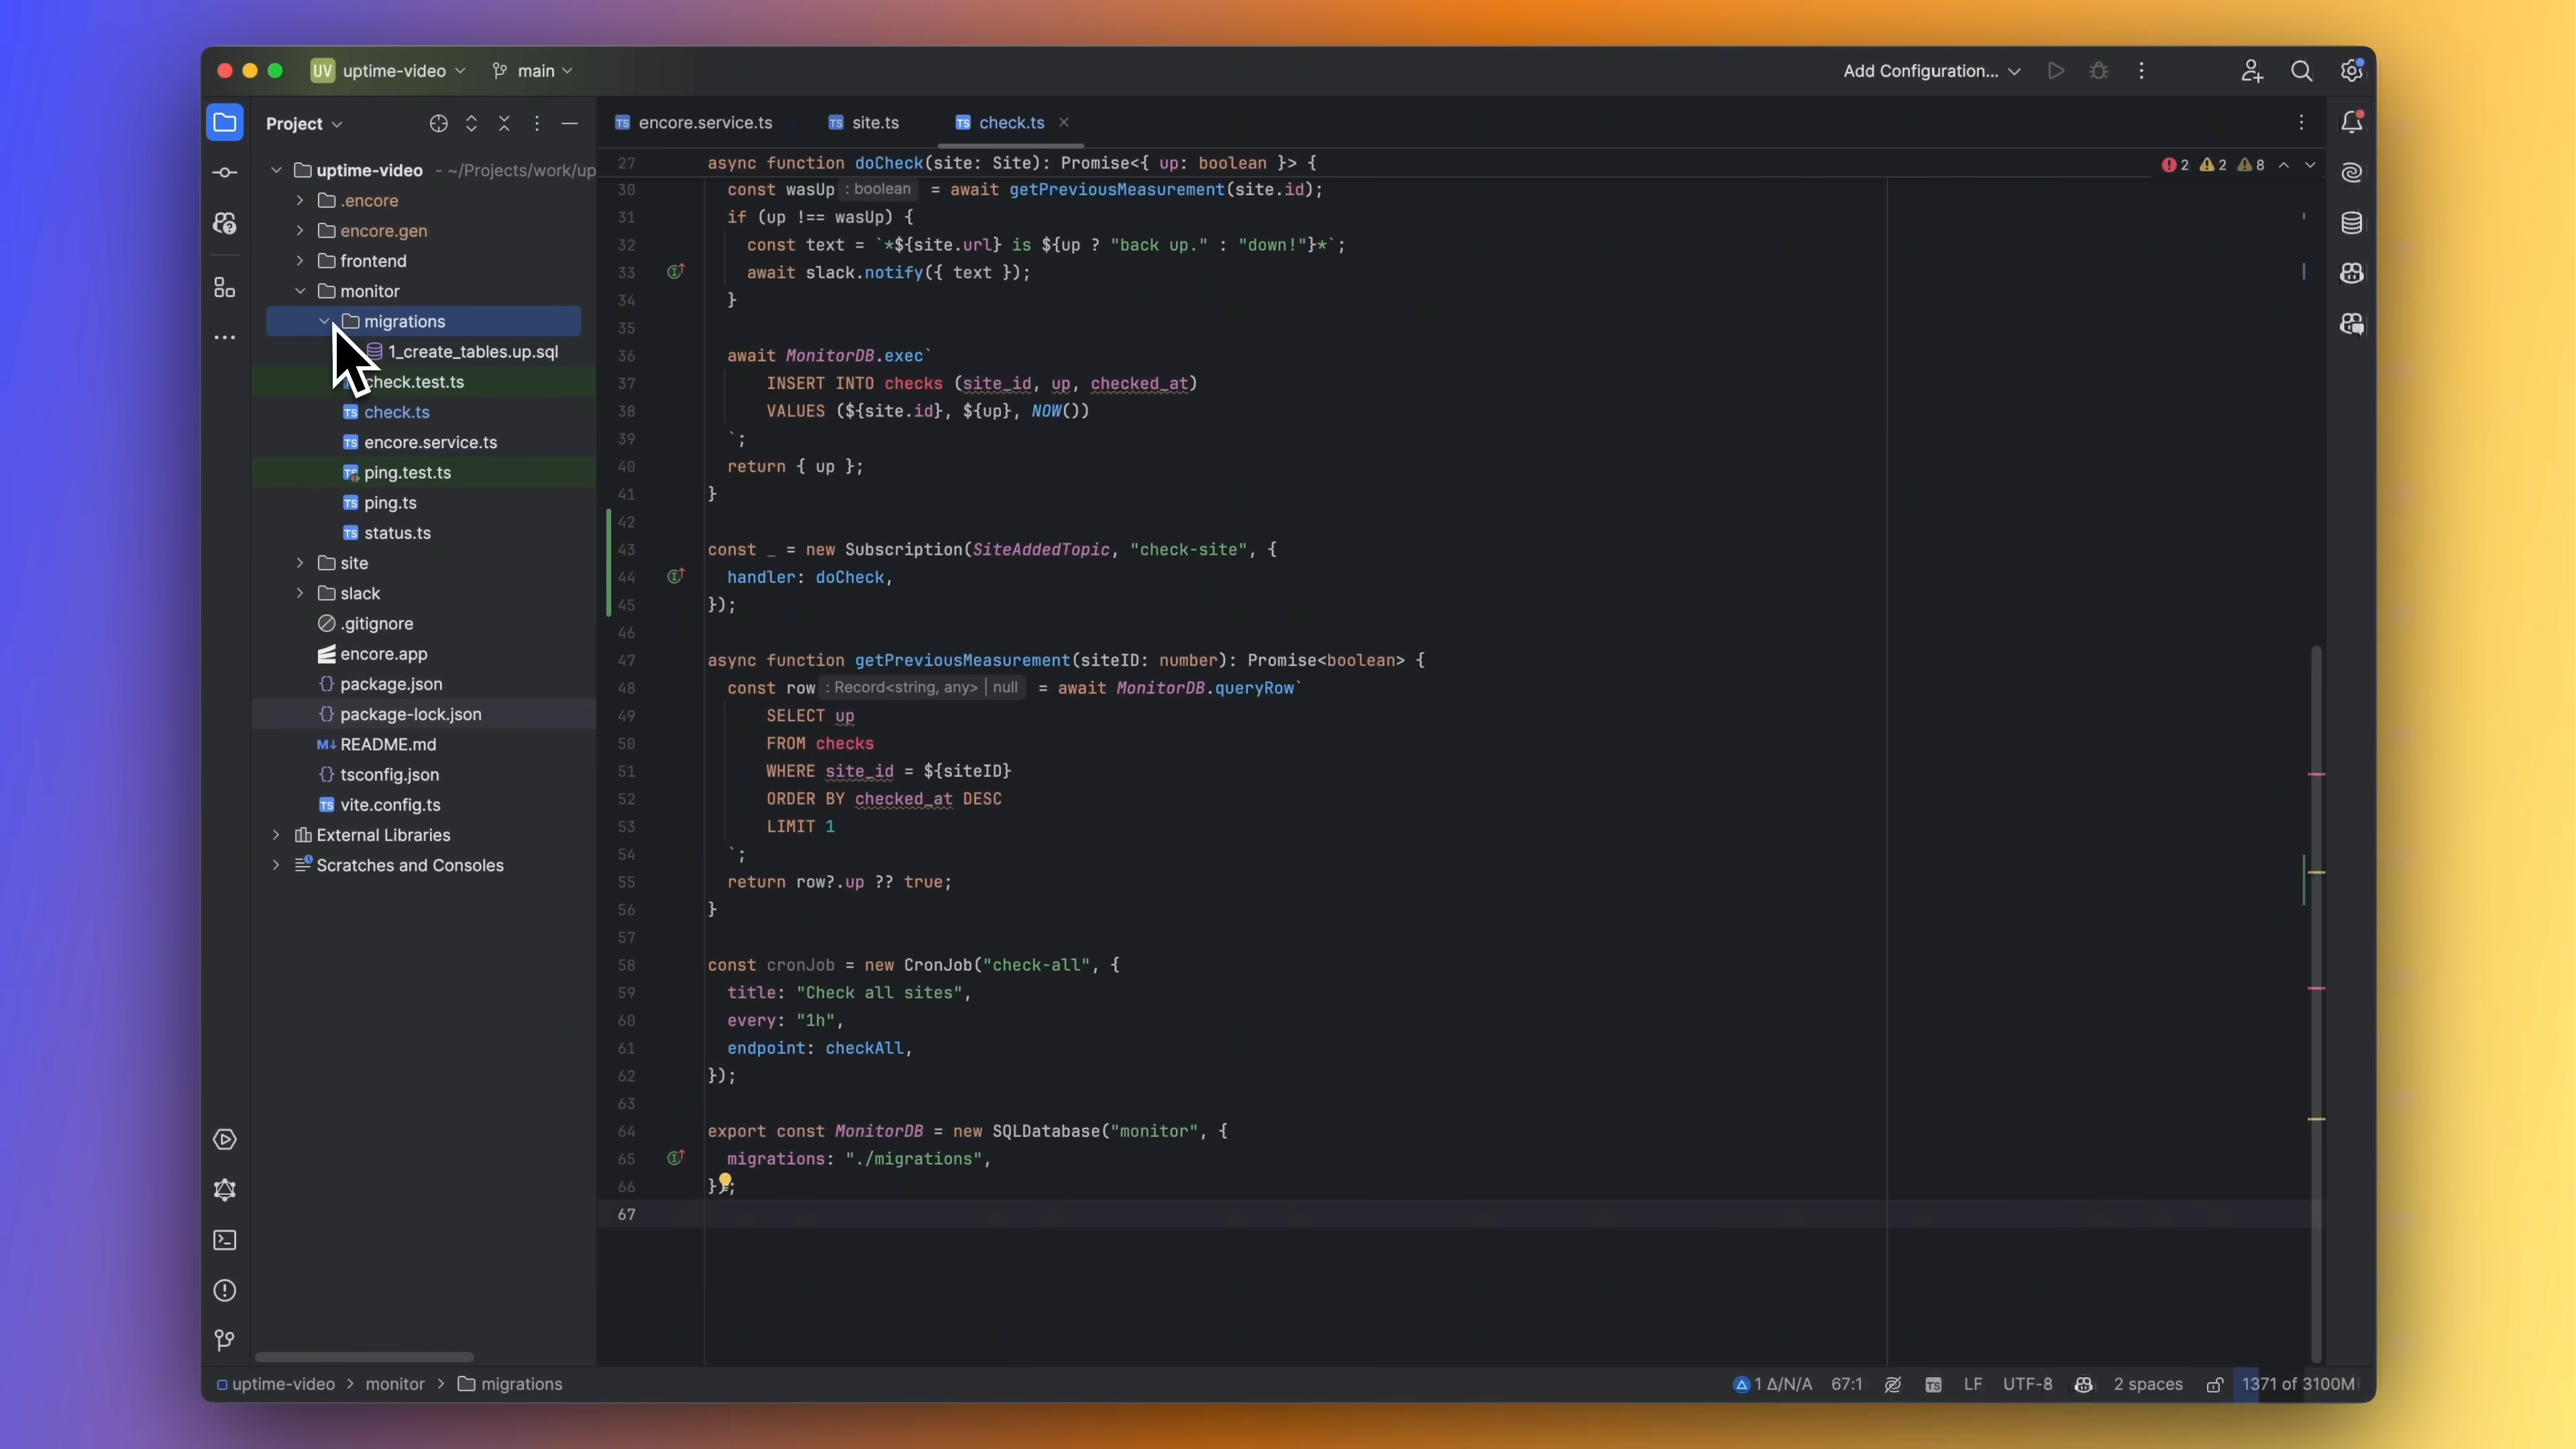 UV uptime-video main Add Configuration...
Project
encore.service.ts site.ts check.ts
uptime-video - ~/Projects/work/up
.encore
encore.gen
frontend
monitor
migrations
1_create_tables.up.sql
check.test.ts
TS check.ts
TS encore.service.ts
ping.test.ts
TS ping.ts
TS status.ts
site
slack
.gitignore
encore.app
{} package.json
{} package-lock.json
M↓ README.md
{} tsconfig.json
TS vite.config.ts
External Libraries
Scratches and Consoles
27 async function doCheck(site: Site): Promise<{ up: boolean }> {
2 2 8
30 const wasUp : boolean = await getPreviousMeasurement(site.id);
31 if (up !== wasUp) {
32 const text = `*${site.url} is ${up ? "back up." : "down!"}*`;
33 await slack.notify({ text });
34 }
35
36 await MonitorDB.exec`
37 INSERT INTO checks (site_id, up, checked_at)
38 VALUES (${site.id}, ${up}, NOW())
39 `;
40 return { up };
41 }
42
43 const _ = new Subscription(SiteAddedTopic, "check-site", {
44 handler: doCheck,
45 });
46
47 async function getPreviousMeasurement(siteID: number): Promise<boolean> {
48 const row : Record<string, any> | null = await MonitorDB.queryRow`
49 SELECT up
50 FROM checks
51 WHERE site_id = ${siteID}
52 ORDER BY checked_at DESC
53 LIMIT 1
54 `;
55 return row?.up ?? true;
56 }
57
58 const cronJob = new CronJob("check-all", {
59 title: "Check all sites",
60 every: "1h",
61 endpoint: checkAll,
62 });
63
64 export const MonitorDB = new SQLDatabase("monitor", {
65 migrations: "./migrations",
66 });
67
uptime-video > monitor > migrations
1 Δ/N/A 67:1 TS LF UTF-8 2 spaces 1371 of 3100M